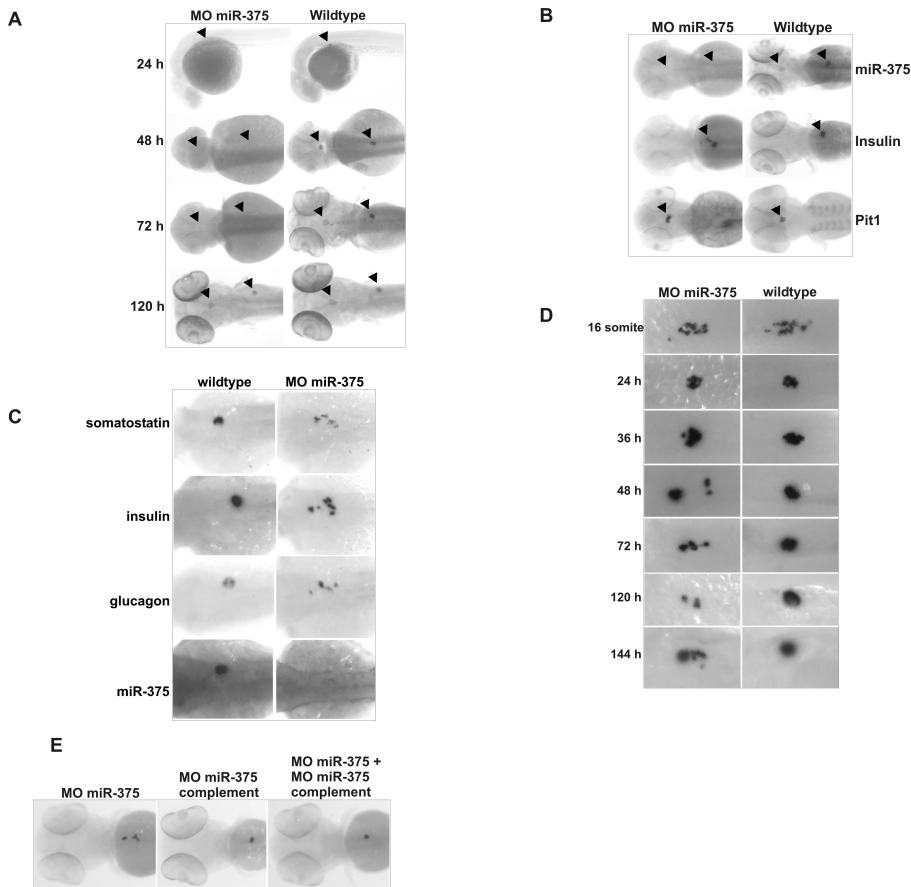 A
MO miR-375 Wildtype
24 h
48 h
72 h
120 h
B
MO miR-375 Wildtype
miR-375
Insulin
Pit1
C
wildtype MO miR-375
somatostatin
insulin
glucagon
miR-375
D
MO miR-375 wildtype
16 somite
24 h
36 h
48 h
72 h
120 h
144 h
E
MO miR-375
MO miR-375
complement
MO miR-375 +
MO miR-375
complement